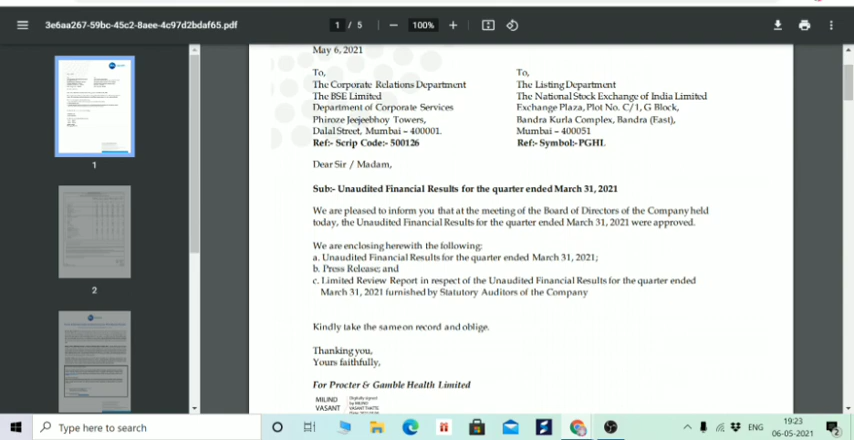 3e6aa267-59bc-45c2-8aee-4c97d2bdaf65.pdf
1 / 5
100%
May 6, 2021
To,
The Corporate Relations Department
The BSE Limited
Department of Corporate Services
Phiroze Jeejeebhoy Towers,
Dalal Street, Mumbai – 400001.
Ref:- Scrip Code:- 500126
To,
The Listing Department
The National Stock Exchange of India Limited
Exchange Plaza, Plot No. C/1, G Block,
Bandra Kurla Complex, Bandra (East),
Mumbai – 400051
Ref:- Symbol:- PGHL
Dear Sir / Madam,
Sub:- Unaudited Financial Results for the quarter ended March 31, 2021
We are pleased to inform you that at the meeting of the Board of Directors of the Company held
today, the Unaudited Financial Results for the quarter ended March 31, 2021 were approved.
We are enclosing herewith the following:
a. Unaudited Financial Results for the quarter ended March 31, 2021;
b. Press Release; and
c. Limited Review Report in respect of the Unaudited Financial Results for the quarter ended
March 31, 2021 furnished by Statutory Auditors of the Company
Kindly take the same on record and oblige.
Thanking you,
Yours faithfully,
For Procter & Gamble Health Limited
MILIND
VASANT
Digitally signed
by MILIND
VASANT THATTE
1
2
Type here to search
ENG
19:23
06-05-2021
2